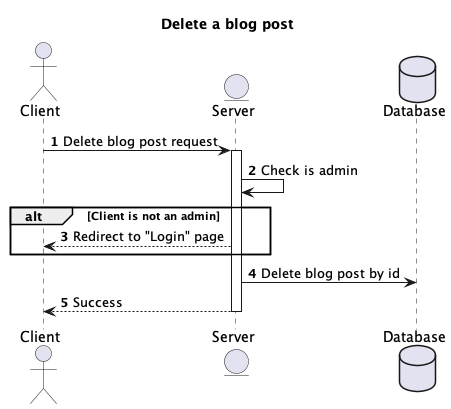 Delete a blog post
Client Server Database
1 Delete blog post request
2 Check is admin
alt [Client is not an admin]
3 Redirect to "Login" page
4 Delete blog post by id
5 Success
Client Server Database